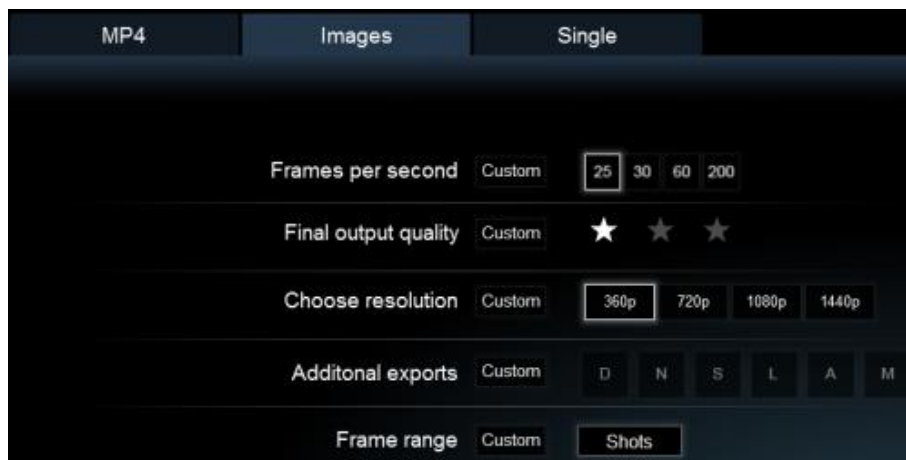 MP4 Images Single
Frames per second Custom 25 30 60 200
Final output quality Custom
Choose resolution Custom 360p 720p 1080p 1440p
Additonal exports Custom D N S L A M
Frame range Custom Shots